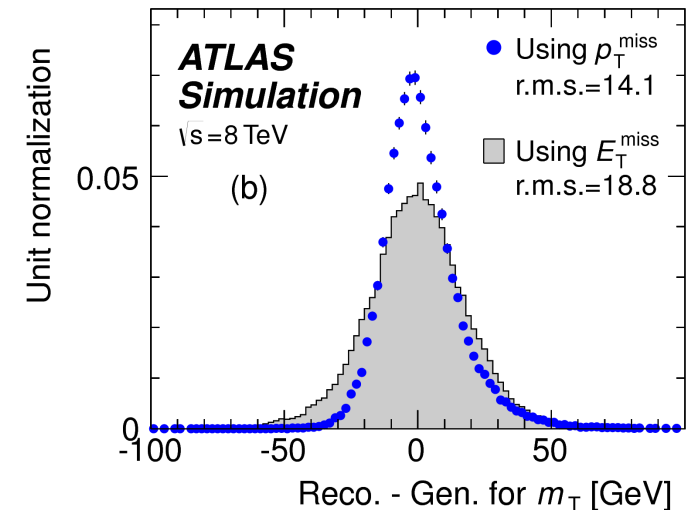 ATLAS
Simulation
√s=8 TeV
(b)
Using p_T^miss
r.m.s.=14.1
Using E_T^miss
r.m.s.=18.8
Unit normalization
0.05
0
-100 -50 0 50
Reco. - Gen. for m_T [GeV]